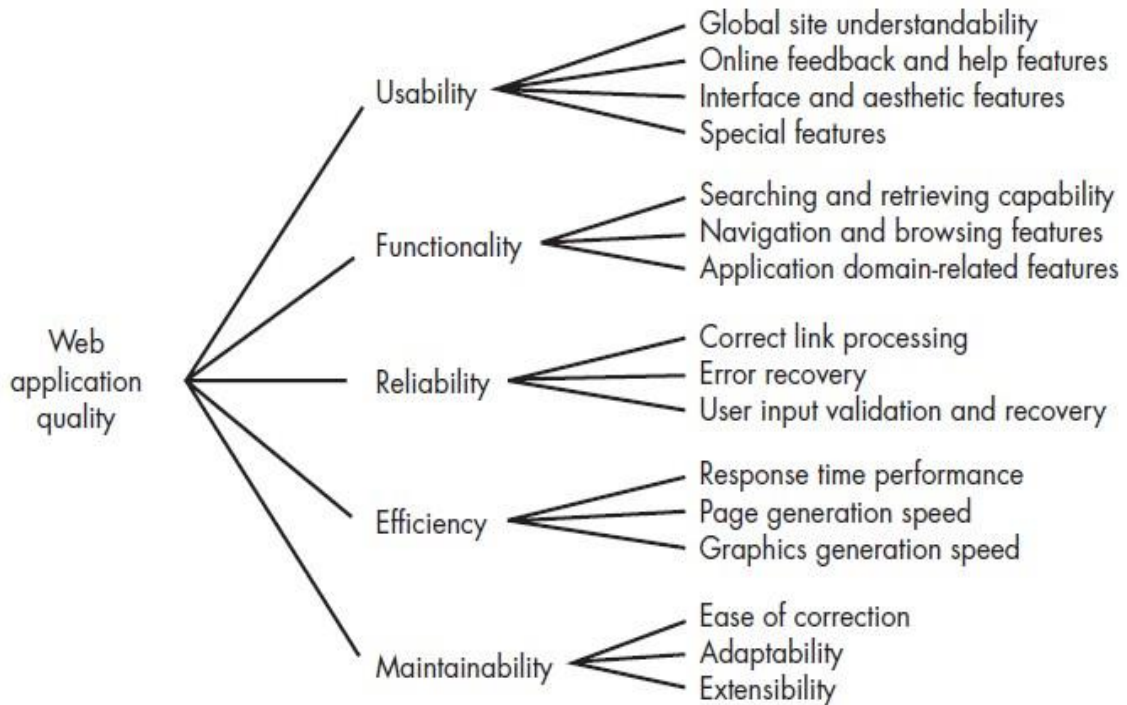 Global site understandability
Online feedback and help features
Usability
Interface and aesthetic features
Special features
Searching and retrieving capability
Functionality
Navigation and browsing features
Application domain-related features
Web
application
quality
Correct link processing
Reliability
Error recovery
User input validation and recovery
Response time performance
Efficiency
Page generation speed
Graphics generation speed
Ease of correction
Maintainability
Adaptability
Extensibility